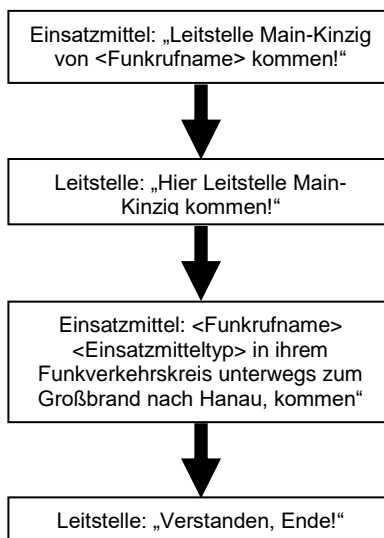 Einsatzmittel: „Leitstelle Main-Kinzig
von <Funkrufname> kommen!“
Leitstelle: „Hier Leitstelle Main-
Kinzig kommen!“
Einsatzmittel: <Funkrufname>
<Einsatzmitteltyp> in ihrem
Funkverkehrskreis unterwegs zum
Großbrand nach Hanau, kommen“
Leitstelle: „Verstanden, Ende!“